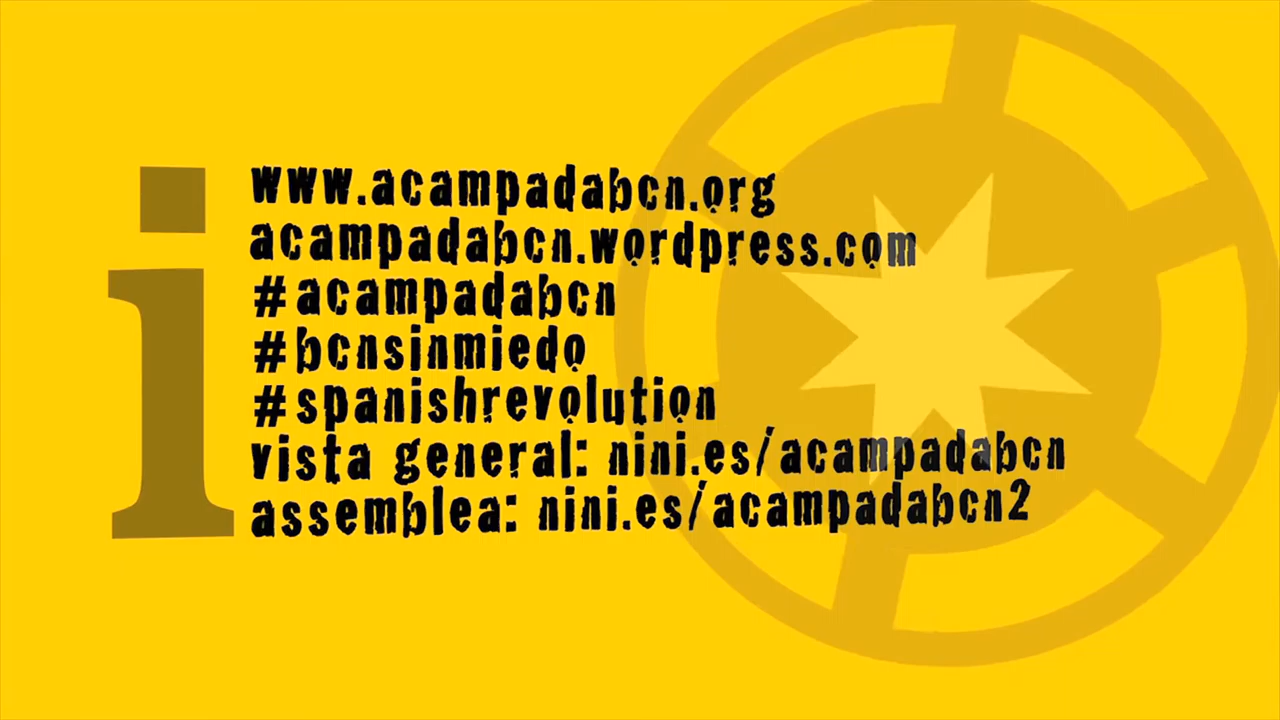 i
www.acampadabcn.org
acampadabcn.wordpress.com
#acampadabcn
#bcnsinmiedo
#spanishrevolution
vista general: nini.es/acampadabcn
assemblea: nini.es/acampadabcn2